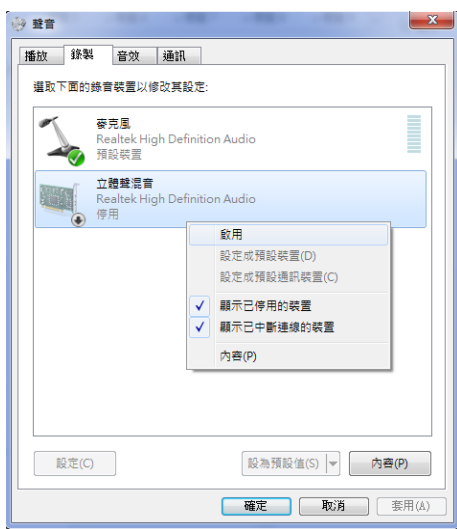 聲音
播放 錄製 音效 通訊
選取下面的錄音裝置以修改其設定:
麥克風
Realtek High Definition Audio
預設裝置
立體聲混音
Realtek High Definition Audio
停用
啟用
設定成預設裝置(D)
設定成預設通訊裝置(C)
顯示已停用的裝置
顯示已中斷連線的裝置
內容(P)
設定(C) 設為預設值(S) 內容(P)
確定 取消 套用(A)